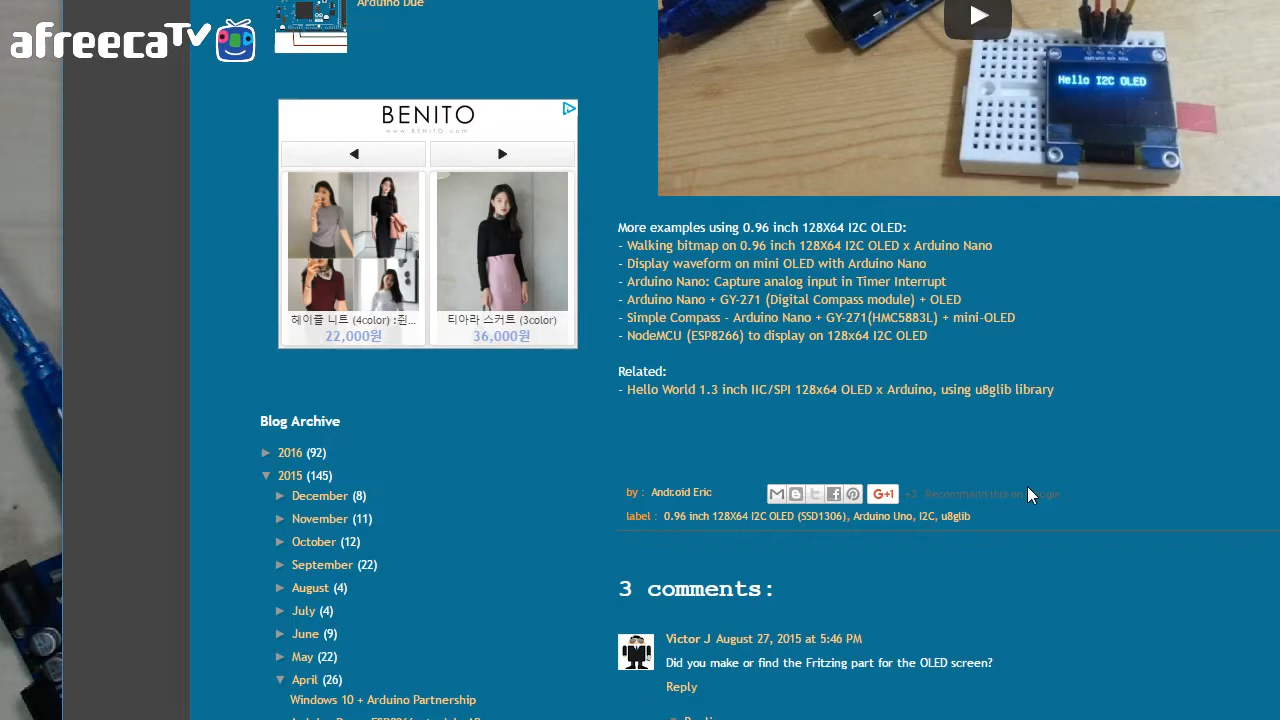 Arduino Due
afreecaTV
BENITO
www.BENITO.com
헤이플 니트 (4color) :퀸...
22,000원
티아라 스커트 (3color)
36,000원
Hello I2C OLED
More examples using 0.96 inch 128X64 I2C OLED:
- Walking bitmap on 0.96 inch 128X64 I2C OLED x Arduino Nano
- Display waveform on mini OLED with Arduino Nano
- Arduino Nano: Capture analog input in Timer Interrupt
- Arduino Nano + GY-271 (Digital Compass module) + OLED
- Simple Compass - Arduino Nano + GY-271(HMC5883L) + mini-OLED
- NodeMCU (ESP8266) to display on 128x64 I2C OLED
Related:
- Hello World 1.3 inch IIC/SPI 128x64 OLED x Arduino, using u8glib library
Blog Archive
► 2016 (92)
▼ 2015 (145)
► December (8)
► November (11)
► October (12)
► September (22)
► August (4)
► July (4)
► June (9)
► May (22)
▼ April (26)
Windows 10 + Arduino Partnership
by : Andr.oid Eric
G+1 +3 Recommend this on
label : 0.96 inch 128X64 I2C OLED (SSD1306), Arduino Uno, I2C, u8glib
3 comments:
Victor J August 27, 2015 at 5:46 PM
Did you make or find the Fritzing part for the OLED screen?
Reply